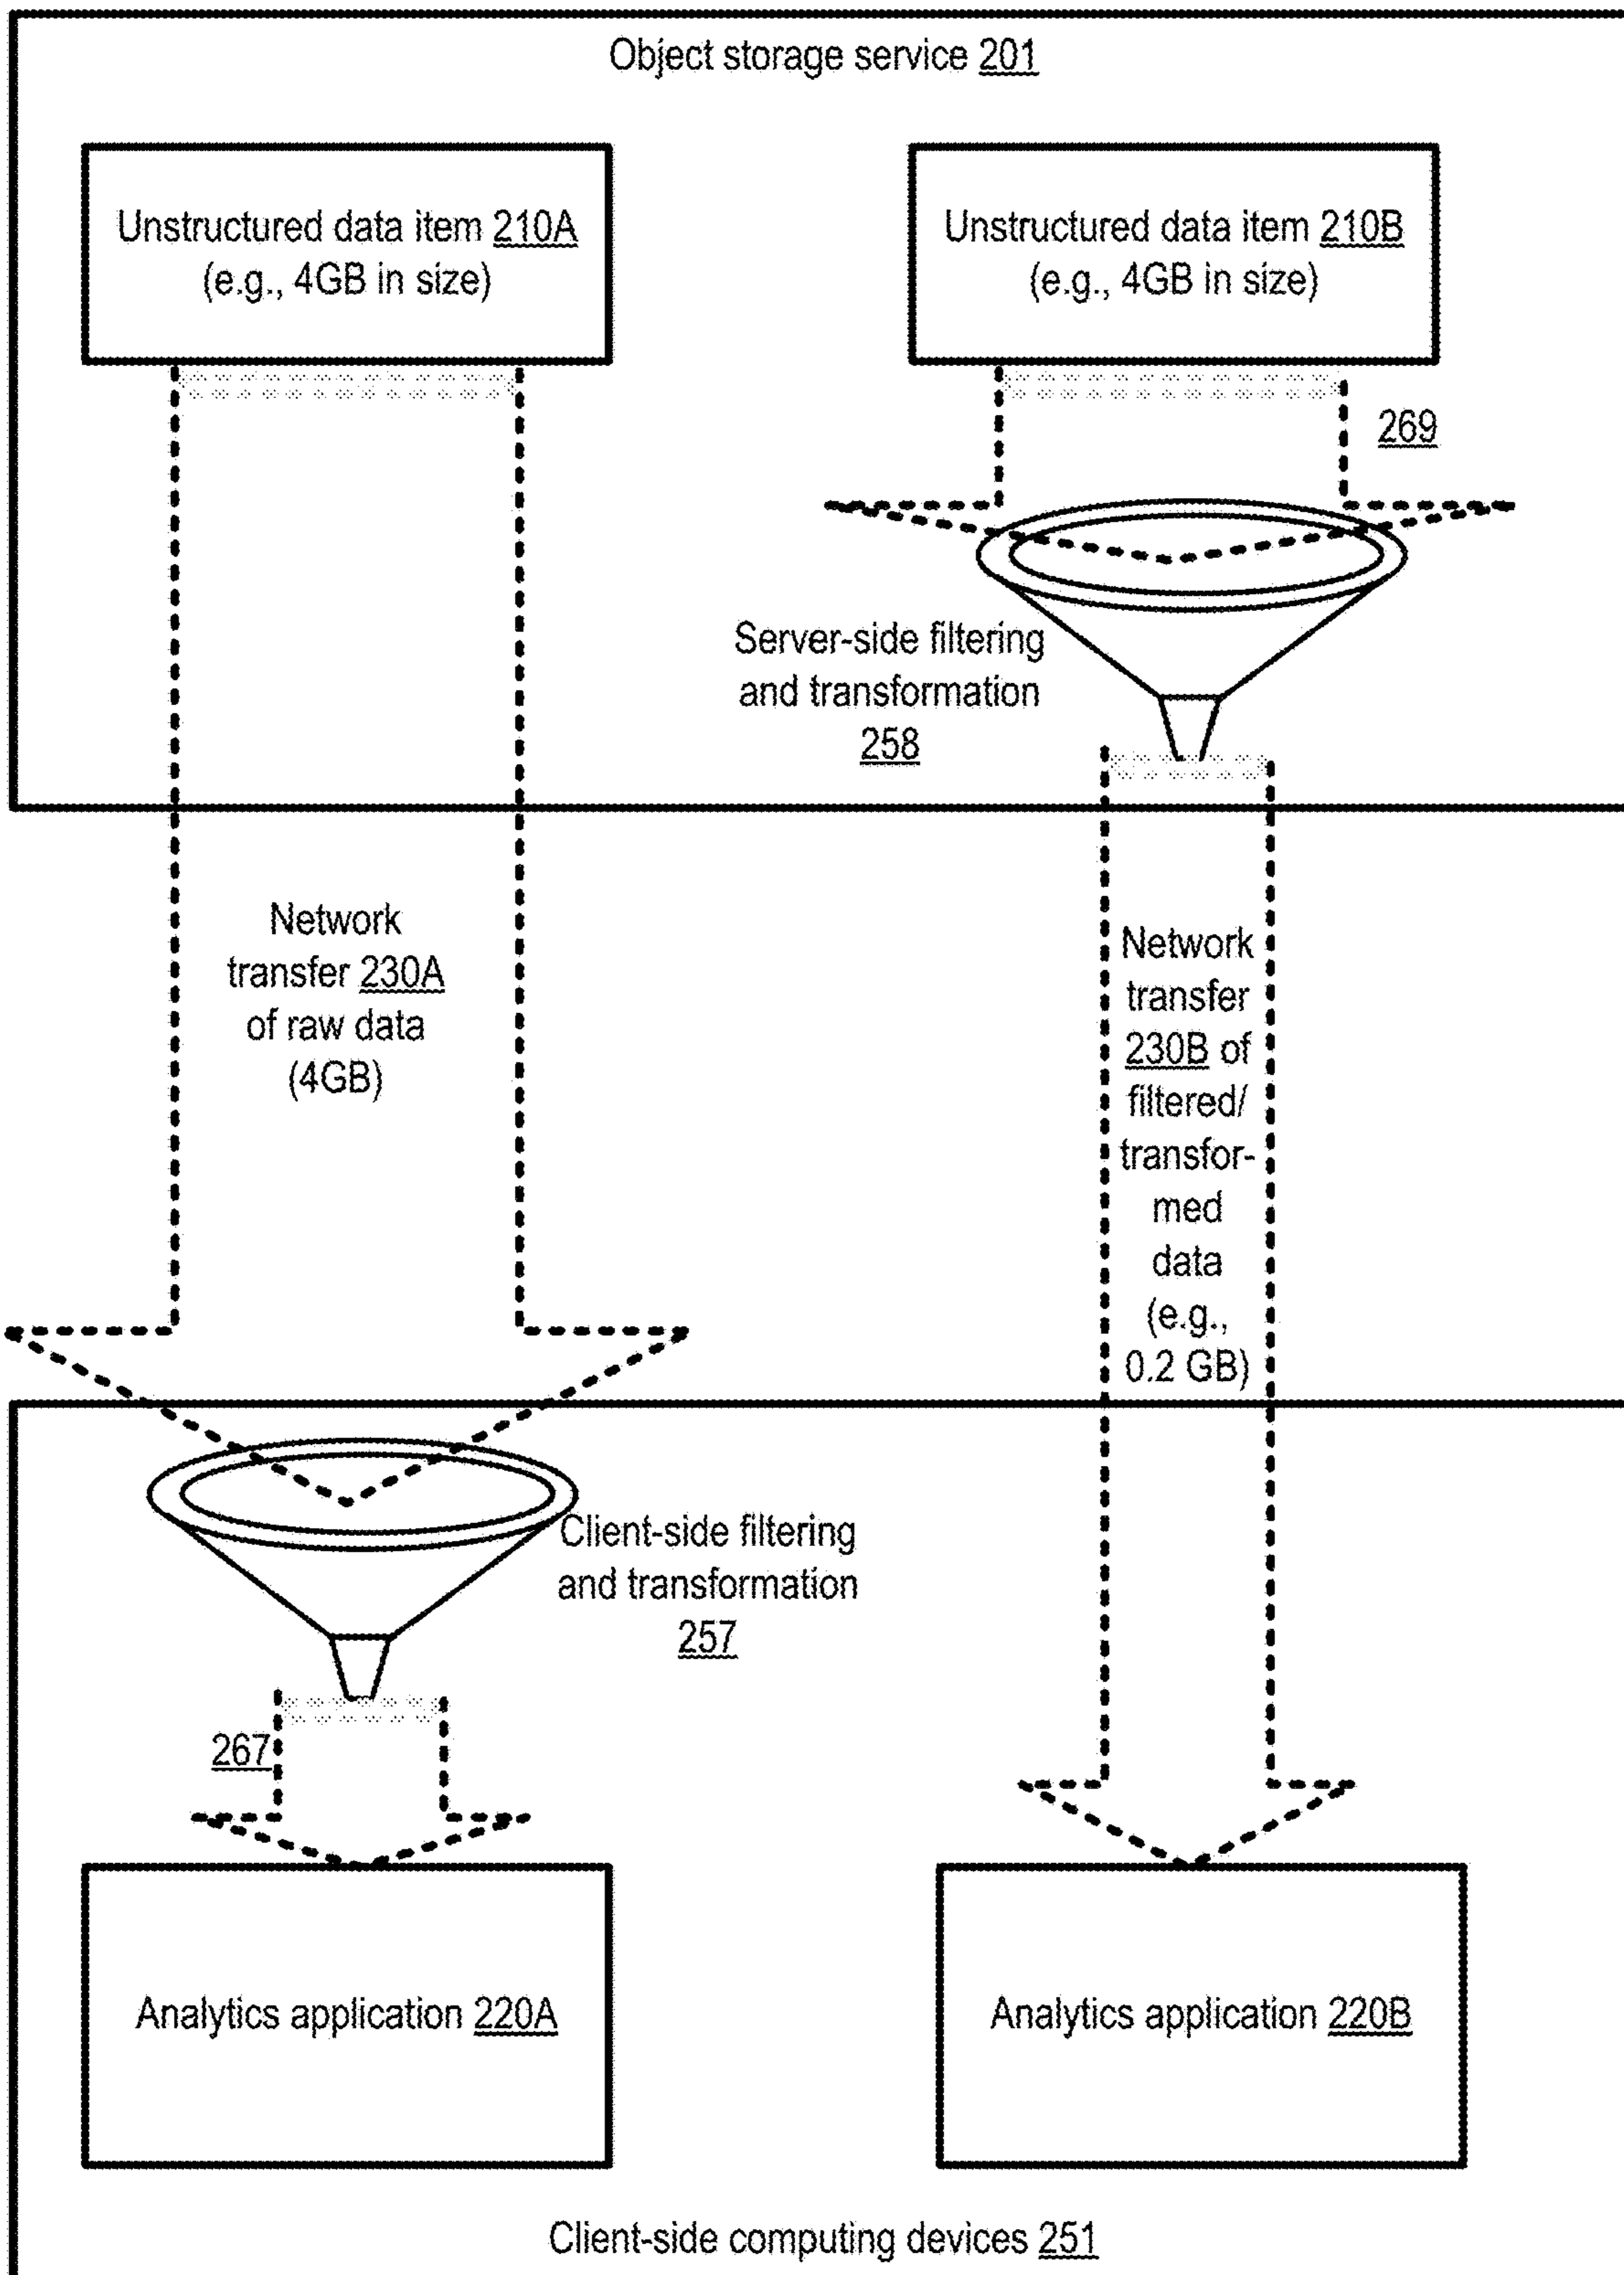 Object storage service 201
Unstructured data item 210A
(e.g., 4GB in size)
Unstructured data item 210B
(e.g., 4GB in size)
269
Server-side filtering
and transformation
258
Network
transfer 230A
of raw data
(4GB)
Network
transfer
230B of
filtered/
transfor-
med
data
(e.g.,
0.2 GB)
Client-side filtering
and transformation
257
267
Analytics application 220A
Analytics application 220B
Client-side computing devices 251